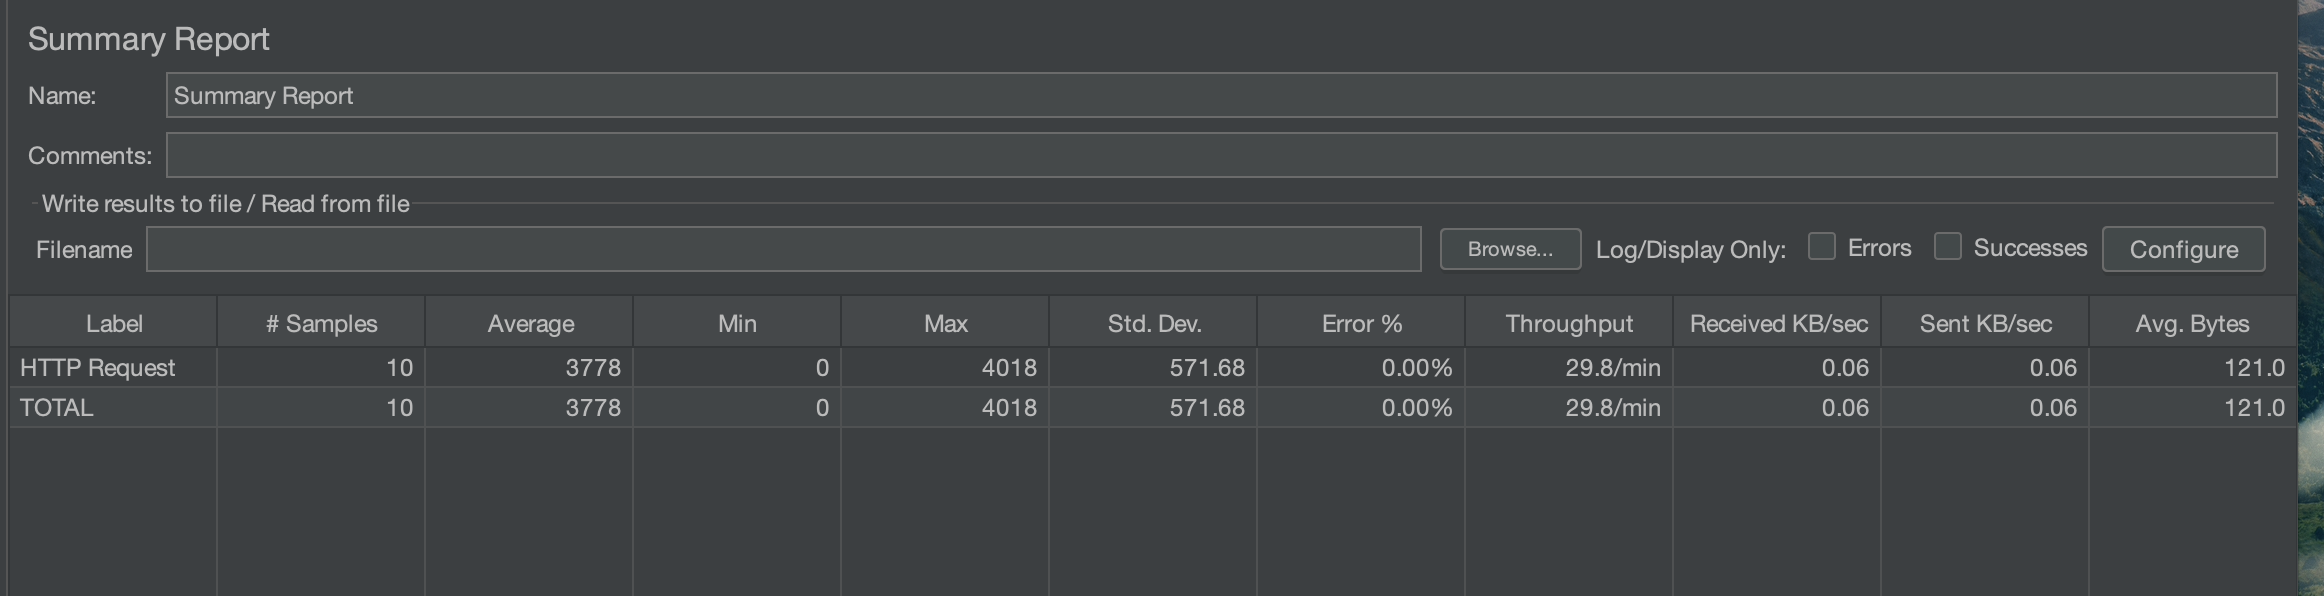 Summary Report
Name: Summary Report
Comments:
Write results to file / Read from file
Filename Browse... Log/Display Only: Errors Successes Configure
Label # Samples Average Min Max Std. Dev. Error % Throughput Received KB/sec Sent KB/sec Avg. Bytes
HTTP Request 10 3778 0 4018 571.68 0.00% 29.8/min 0.06 0.06 121.0
TOTAL 10 3778 0 4018 571.68 0.00% 29.8/min 0.06 0.06 121.0